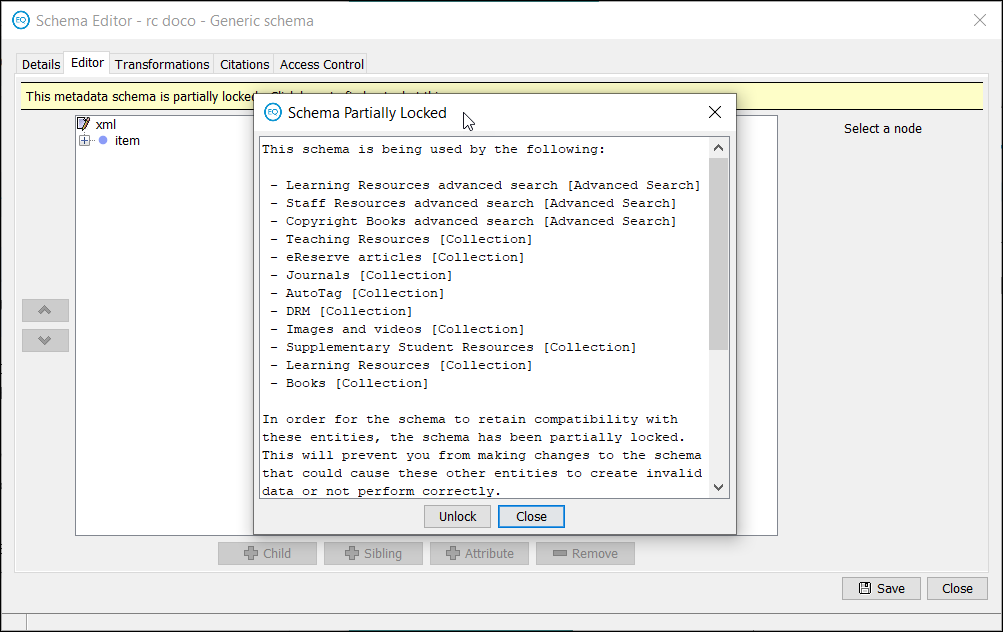 EQ Schema Editor - rc doco - Generic schema
Details Editor Transformations Citations Access Control
This metadata schema is partially locked
EQ Schema Partially Locked
xml
item
Select a node
This schema is being used by the following:
- Learning Resources advanced search [Advanced Search]
- Staff Resources advanced search [Advanced Search]
- Copyright Books advanced search [Advanced Search]
- Teaching Resources [Collection]
- eReserve articles [Collection]
- Journals [Collection]
- AutoTag [Collection]
- DRM [Collection]
- Images and videos [Collection]
- Supplementary Student Resources [Collection]
- Learning Resources [Collection]
- Books [Collection]
In order for the schema to retain compatibility with
these entities, the schema has been partially locked.
This will prevent you from making changes to the schema
that could cause these other entities to create invalid
data or not perform correctly.
Unlock Close
Child Sibling Attribute Remove
Save Close